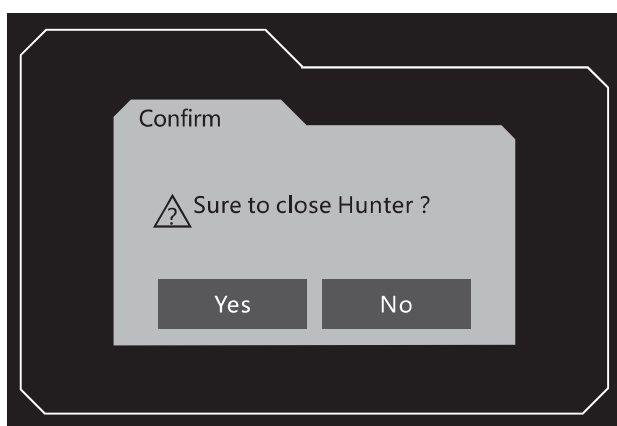 Confirm
Sure to close Hunter ?
Yes
No